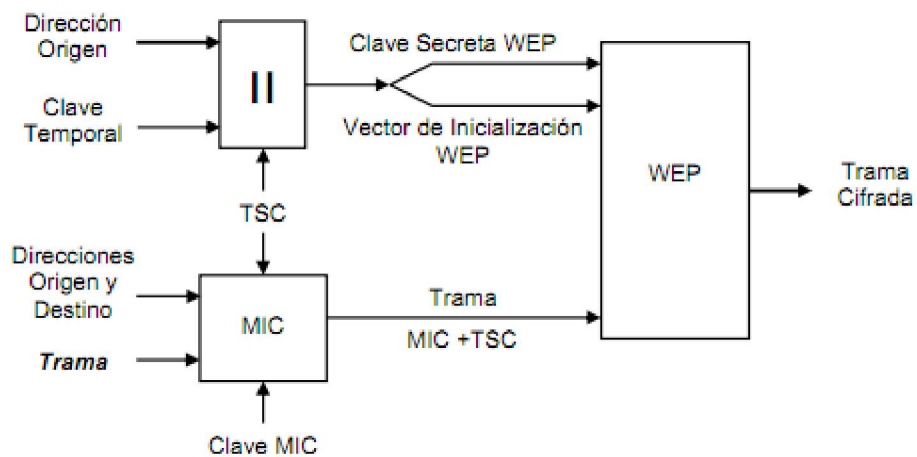 Dirección
Origen
Clave
Temporal
||
Clave Secreta WEP
Vector de Inicialización
WEP
WEP
Trama
Cifrada
TSC
Direcciones
Origen y
Destino
Trama
MIC
Trama
MIC +TSC
Clave MIC